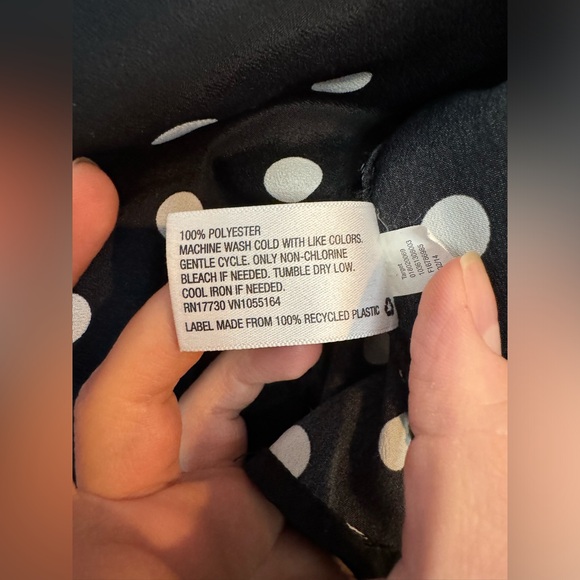 100% POLYESTER
MACHINE WASH COLD WITH LIKE COLORS.
GENTLE CYCLE. ONLY NON-CHLORINE
BLEACH IF NEEDED. TUMBLE DRY LOW.
COOL IRON IF NEEDED.
RN17730 VN1055164
LABEL MADE FROM 100% RECYCLED PLASTIC
Target